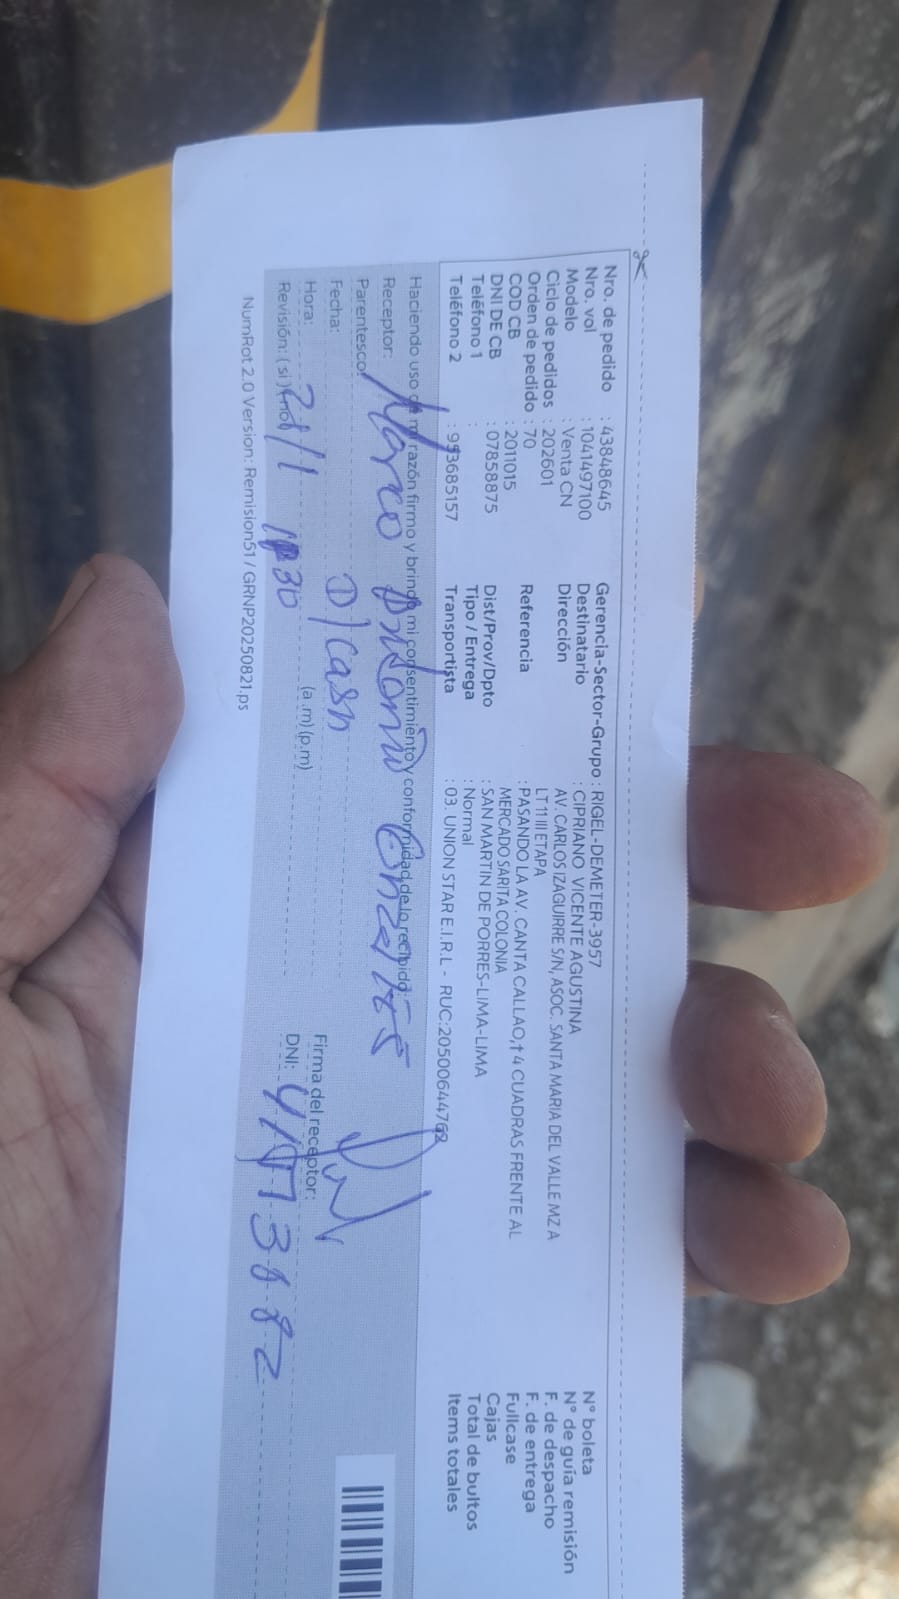 Nro. de pedido : 43848645
Nro. vol : 1041497100
Modelo : Venta CN
Ciclo de pedidos : 202601
Orden de pedido : 70
COD CB : 2011015
DNI DE CB : 07858875
Teléfono 1 :
Teléfono 2 : 993685157
Gerencia-Sector-Grupo : RIGEL-DEMETER-3957
Destinatario : CIPRIANO VICENTE AGUSTINA
Dirección AV. CARLOS IZAGUIRRE S/N, ASOC. SANTA MARIA DEL VALLE MZ A
LT 11 III ETAPA
Referencia : PASANDO LA AV. CANTA CALLAO, † 4 CUADRAS FRENTE AL
MERCADO SARITA COLONIA
Dist/Prov/Dpto : SAN MARTIN DE PORRES-LIMA-LIMA
Tipo / Entrega : Normal
Transportista : 03. UNION STAR E.I.R.L - RUC:20500644762
N° boleta
N° de guía remisión
F. de despacho
F. de entrega
Fullcase
Cajas
Total de bultos
Items totales
Haciendo uso de mi razón firmo y brindo mi consentimiento y conformidad de lo recibido:
Receptor: Marco Antonio
Parentesco:
Fecha:
Hora: (a.m)(p.m)
Revisión: ( si )( no )
Firma del receptor:
DNI:
NumRot 2.0 Version: Remision51 / GRNP20250821.ps